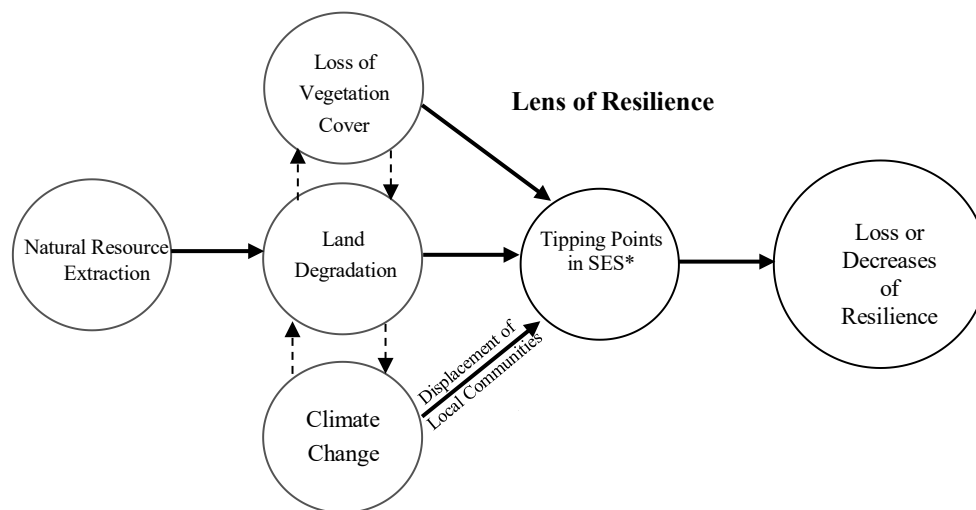 Loss of
Vegetation
Cover
Lens of Resilience
Natural Resource
Extraction
Land
Degradation
Tipping Points
in SES*
Loss or
Decreases
of
Resilience
Displacement of
Local Communities
Climate
Change